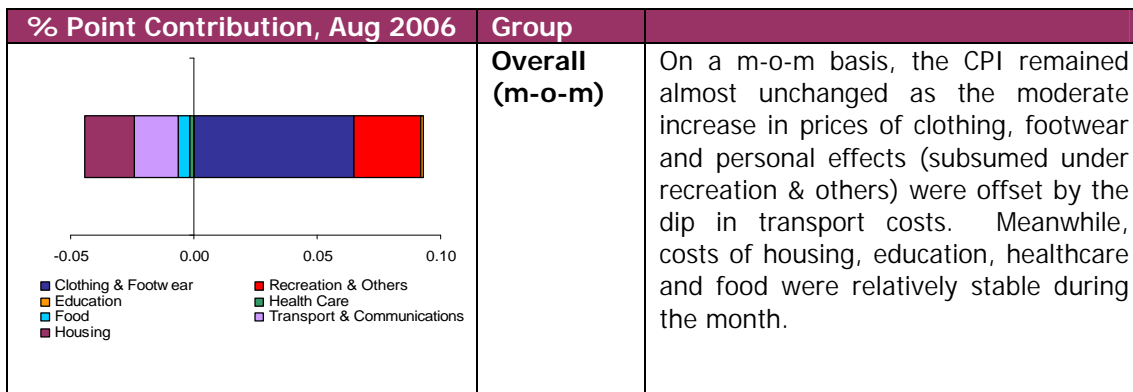 % Point Contribution, Aug 2006
Group
-0.05 0.00 0.05 0.10
Clothing & Footwear Recreation & Others
Education Health Care
Food Transport & Communications
Housing
Overall
(m-o-m)
On a m-o-m basis, the CPI remained
almost unchanged as the moderate
increase in prices of clothing, footwear
and personal effects (subsumed under
recreation & others) were offset by the
dip in transport costs. Meanwhile,
costs of housing, education, healthcare
and food were relatively stable during
the month.